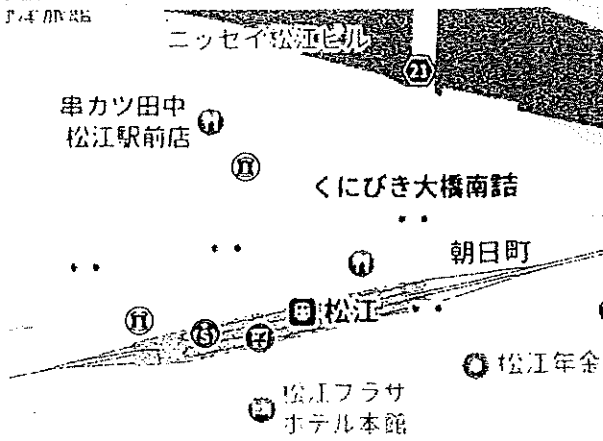 ニッセイ松江ビル
21
串カツ田中
松江駅前店
くにびき大橋南詰
朝日町
松江
松江年金
松江プラザ
ホテル本館